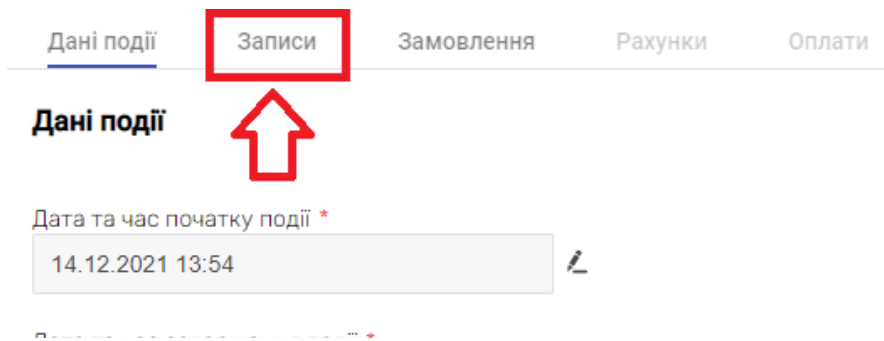 Дані події Записи Замовлення Рахунки Оплати
Дані події
Дата та час початку події *
14.12.2021 13:54